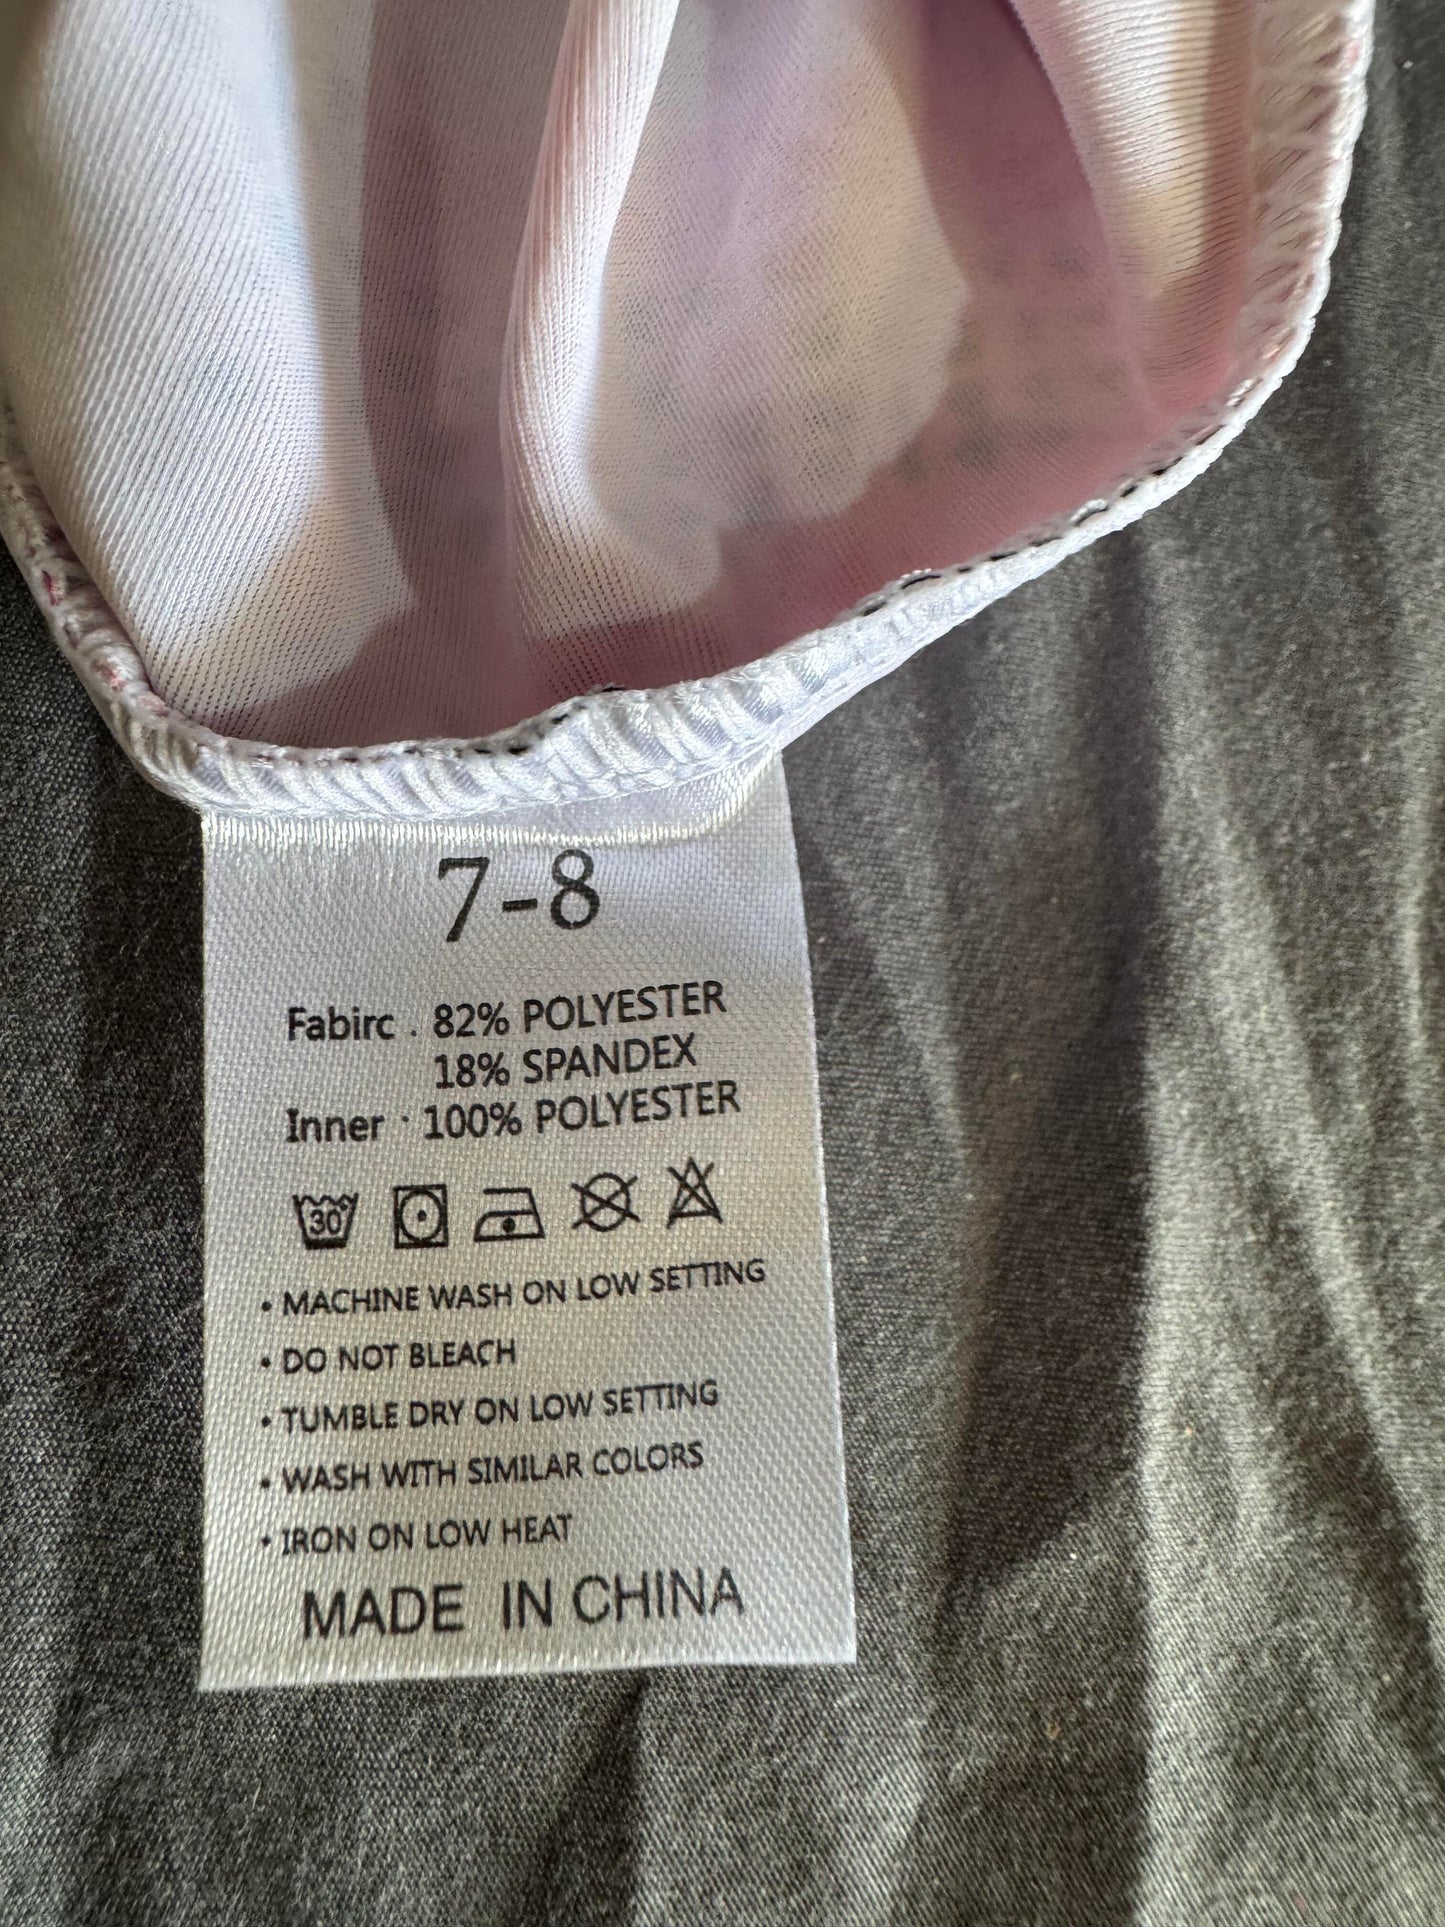 7-8
Fabirc . 82% POLYESTER
18% SPANDEX
Inner · 100% POLYESTER
30°
• MACHINE WASH ON LOW SETTING
• DO NOT BLEACH
• TUMBLE DRY ON LOW SETTING
• WASH WITH SIMILAR COLORS
• IRON ON LOW HEAT
MADE IN CHINA